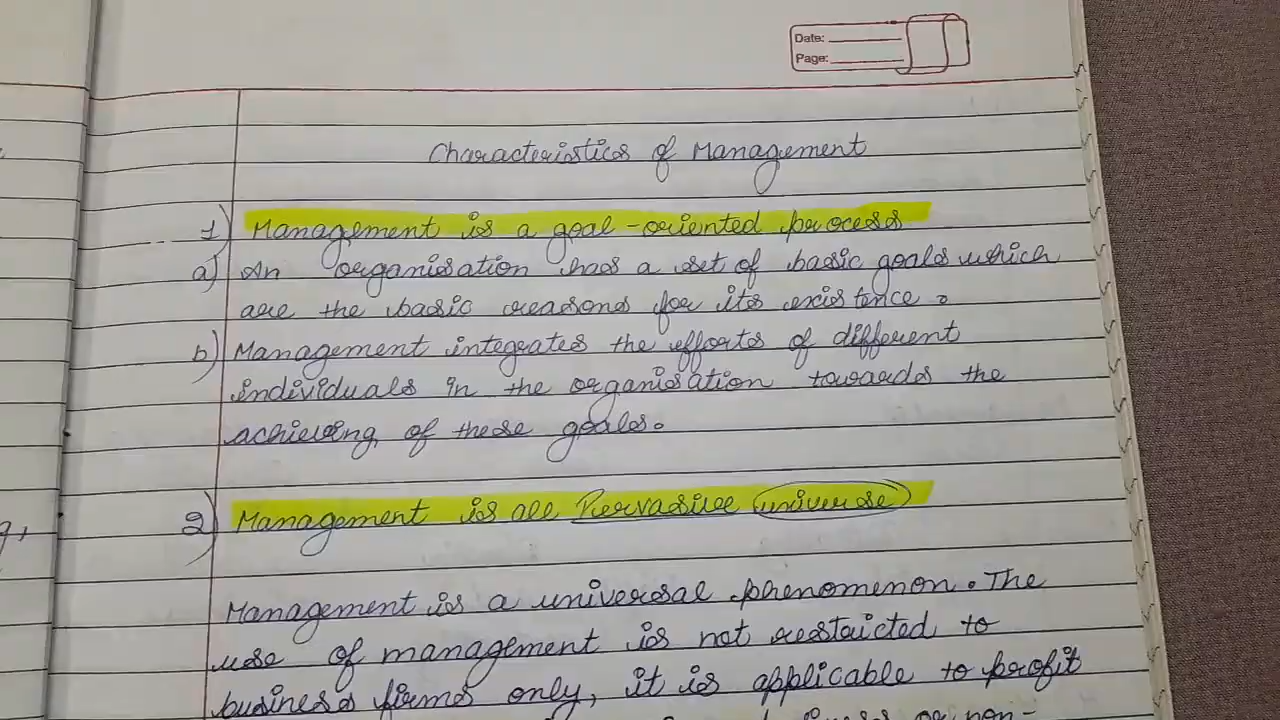 Date:
Page:
Characteristics of Management
1) Management is a goal-oriented process
a) An organisation has a set of basic goals which
are the basic reasons for its existence.
b) Management integrates the efforts of different
individuals in the organisation towards the
achieving of these goals.
2) Management is all Pervasive (universe)
Management is a universal phenomenon. The
use of management is not restricted to
business firms only, it is applicable to profit
or non-